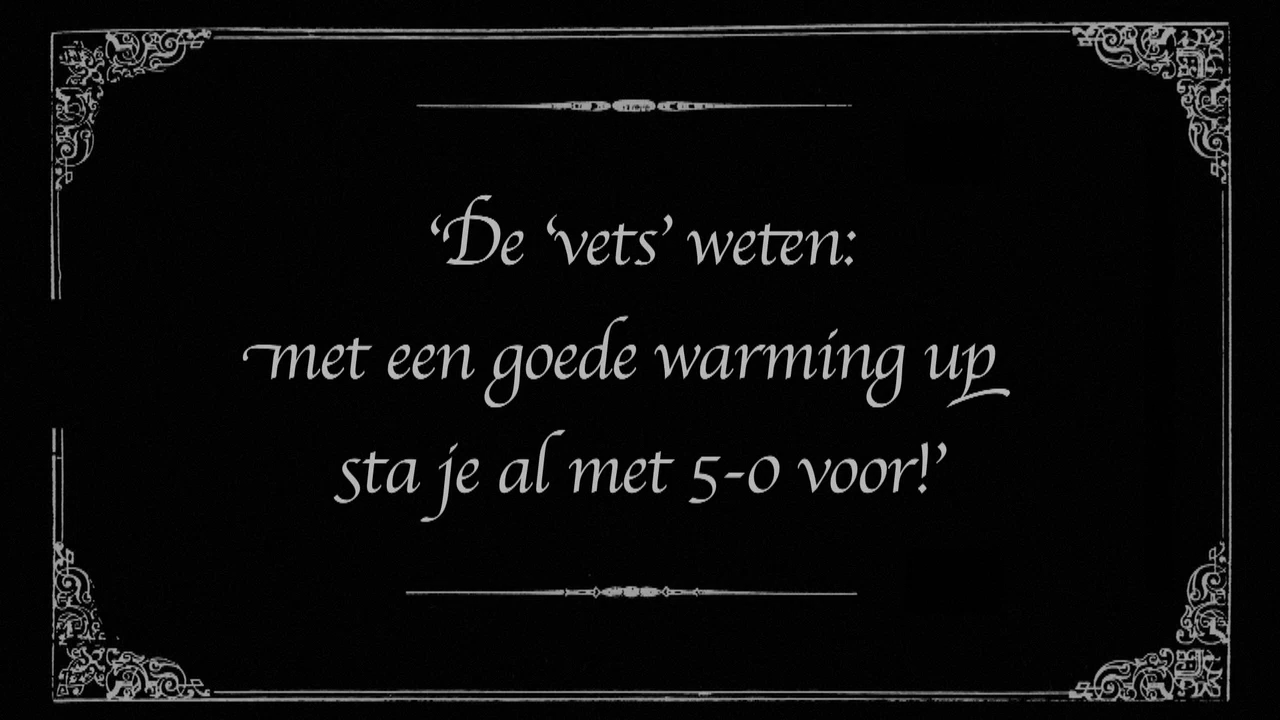 ‘De ‘vets’ weten:
met een goede warming up
sta je al met 5-0 voor!’